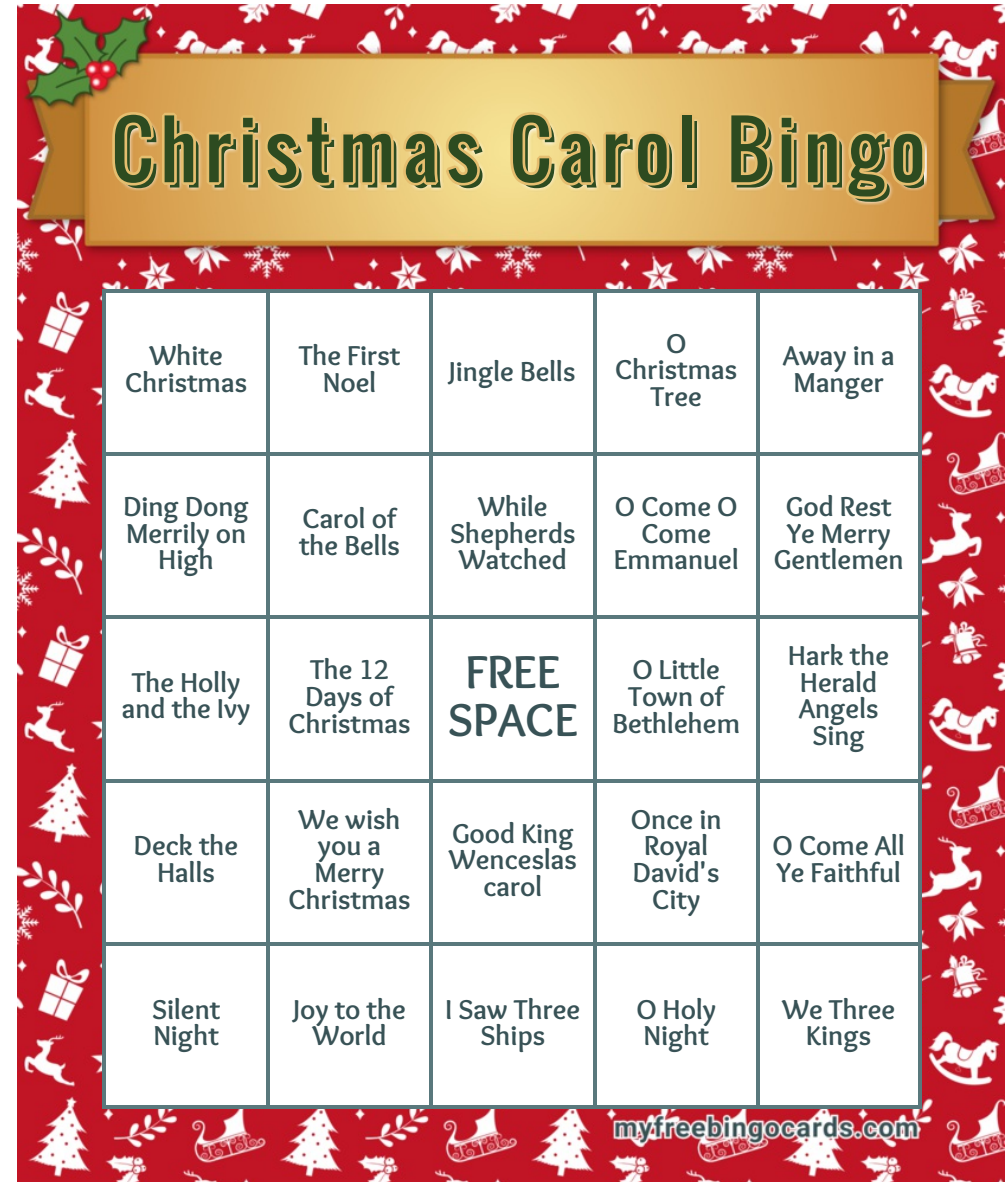 Christmas Carol Bingo
White
Christmas
The First
Noel
Jingle Bells
O
Christmas
Tree
Away in a
Manger
Ding Dong
Merrily on
High
Carol of
the Bells
While
Shepherds
Watched
O Come O
Come
Emmanuel
God Rest
Ye Merry
Gentlemen
The Holly
and the Ivy
The 12
Days of
Christmas
FREE
SPACE
O Little
Town of
Bethlehem
Hark the
Herald
Angels
Sing
Deck the
Halls
We wish
you a
Merry
Christmas
Good King
Wenceslas
carol
Once in
Royal
David's
City
O Come All
Ye Faithful
Silent
Night
Joy to the
World
I Saw Three
Ships
O Holy
Night
We Three
Kings
myfreebingocards.com